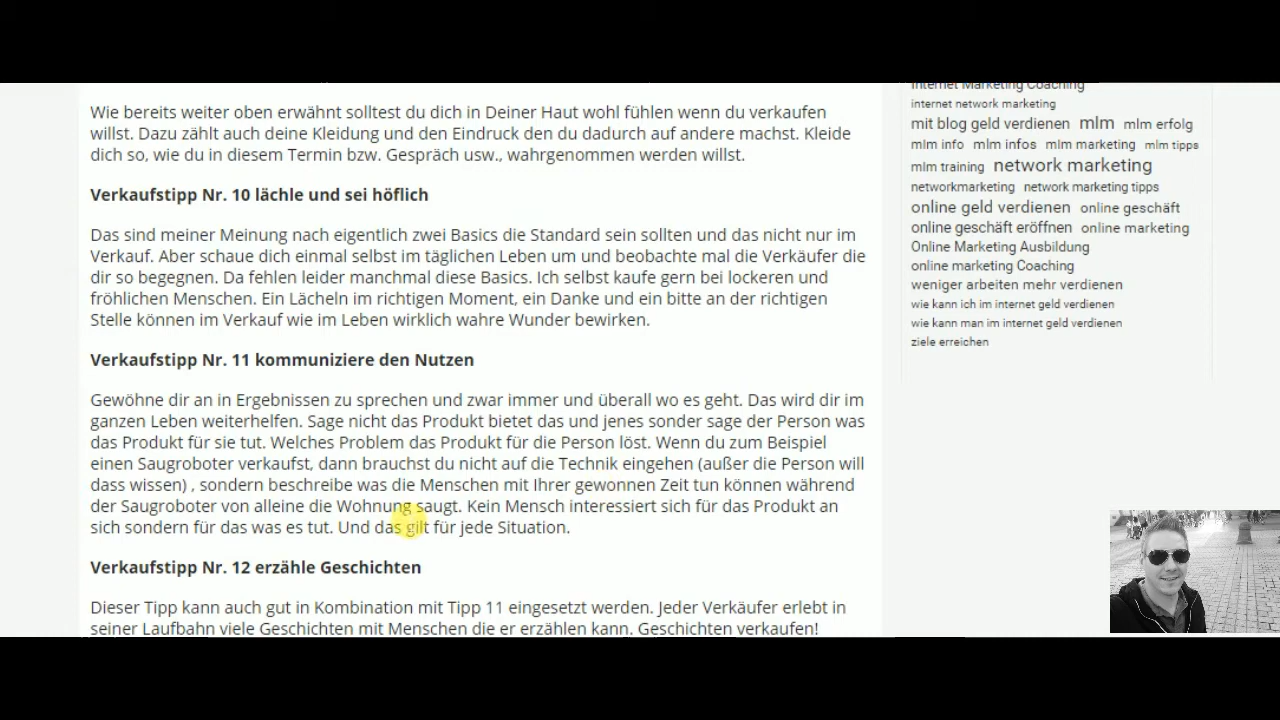 Wie bereits weiter oben erwähnt solltest du dich in Deiner Haut wohl fühlen wenn du verkaufen
willst. Dazu zählt auch deine Kleidung und den Eindruck den du dadurch auf andere machst. Kleide
dich so, wie du in diesem Termin bzw. Gespräch usw., wahrgenommen werden willst.
Verkaufstipp Nr. 10 lächle und sei höflich
Das sind meiner Meinung nach eigentlich zwei Basics die Standard sein sollten und das nicht nur im
Verkauf. Aber schaue dich einmal selbst im täglichen Leben um und beobachte mal die Verkäufer die
dir so begegnen. Da fehlen leider manchmal diese Basics. Ich selbst kaufe gern bei lockeren und
fröhlichen Menschen. Ein Lächeln im richtigen Moment, ein Danke und ein bitte an der richtigen
Stelle können im Verkauf wie im Leben wirklich wahre Wunder bewirken.
Verkaufstipp Nr. 11 kommuniziere den Nutzen
Gewöhne dir an in Ergebnissen zu sprechen und zwar immer und überall wo es geht. Das wird dir im
ganzen Leben weiterhelfen. Sage nicht das Produkt bietet das und jenes sonder sage der Person was
das Produkt für sie tut. Welches Problem das Produkt für die Person löst. Wenn du zum Beispiel
einen Saugroboter verkaufst, dann brauchst du nicht auf die Technik eingehen (außer die Person will
dass wissen) , sondern beschreibe was die Menschen mit Ihrer gewonnen Zeit tun können während
der Saugroboter von alleine die Wohnung saugt. Kein Mensch interessiert sich für das Produkt an
sich sondern für das was es tut. Und das gilt für jede Situation.
Verkaufstipp Nr. 12 erzähle Geschichten
Dieser Tipp kann auch gut in Kombination mit Tipp 11 eingesetzt werden. Jeder Verkäufer erlebt in
seiner Laufbahn viele Geschichten mit Menschen die er erzählen kann. Geschichten verkaufen!
Internet Marketing Coaching
internet network marketing
mit blog geld verdienen mlm mlm erfolg
mlm info mlm infos mlm marketing mlm tipps
mlm training network marketing
networkmarketing network marketing tipps
online geld verdienen online geschäft
online geschäft eröffnen online marketing
Online Marketing Ausbildung
online marketing Coaching
weniger arbeiten mehr verdienen
wie kann ich im internet geld verdienen
wie kann man im internet geld verdienen
ziele erreichen